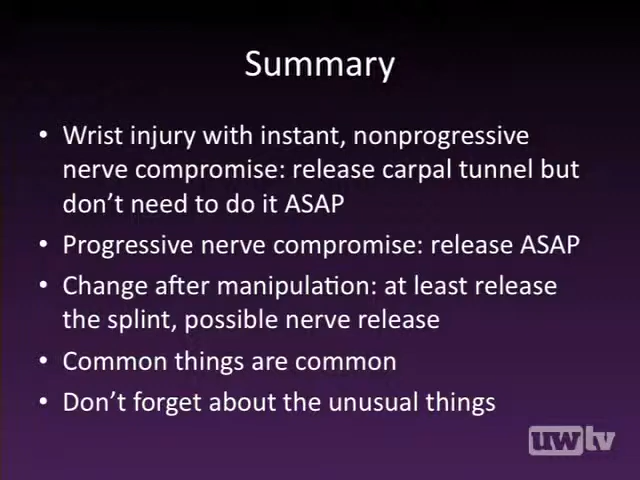 Summary
• Wrist injury with instant, nonprogressive
nerve compromise: release carpal tunnel but
don't need to do it ASAP
• Progressive nerve compromise: release ASAP
• Change after manipulation: at least release
the splint, possible nerve release
• Common things are common
• Don't forget about the unusual things
uwtv